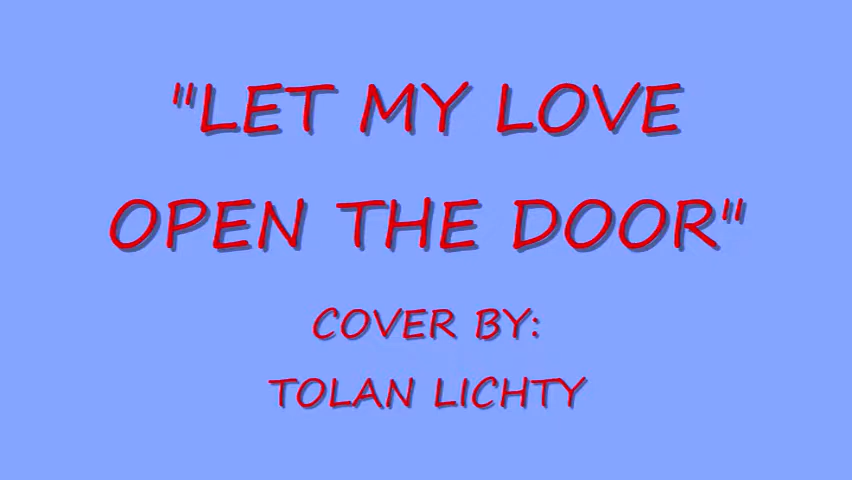 "LET MY LOVE
OPEN THE DOOR"
COVER BY:
TOLAN LICHTY